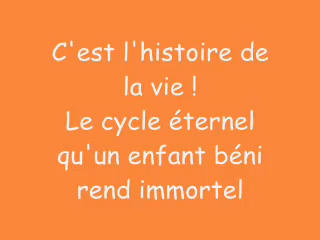 C'est l'histoire de
la vie !
Le cycle éternel
qu'un enfant béni
rend immortel